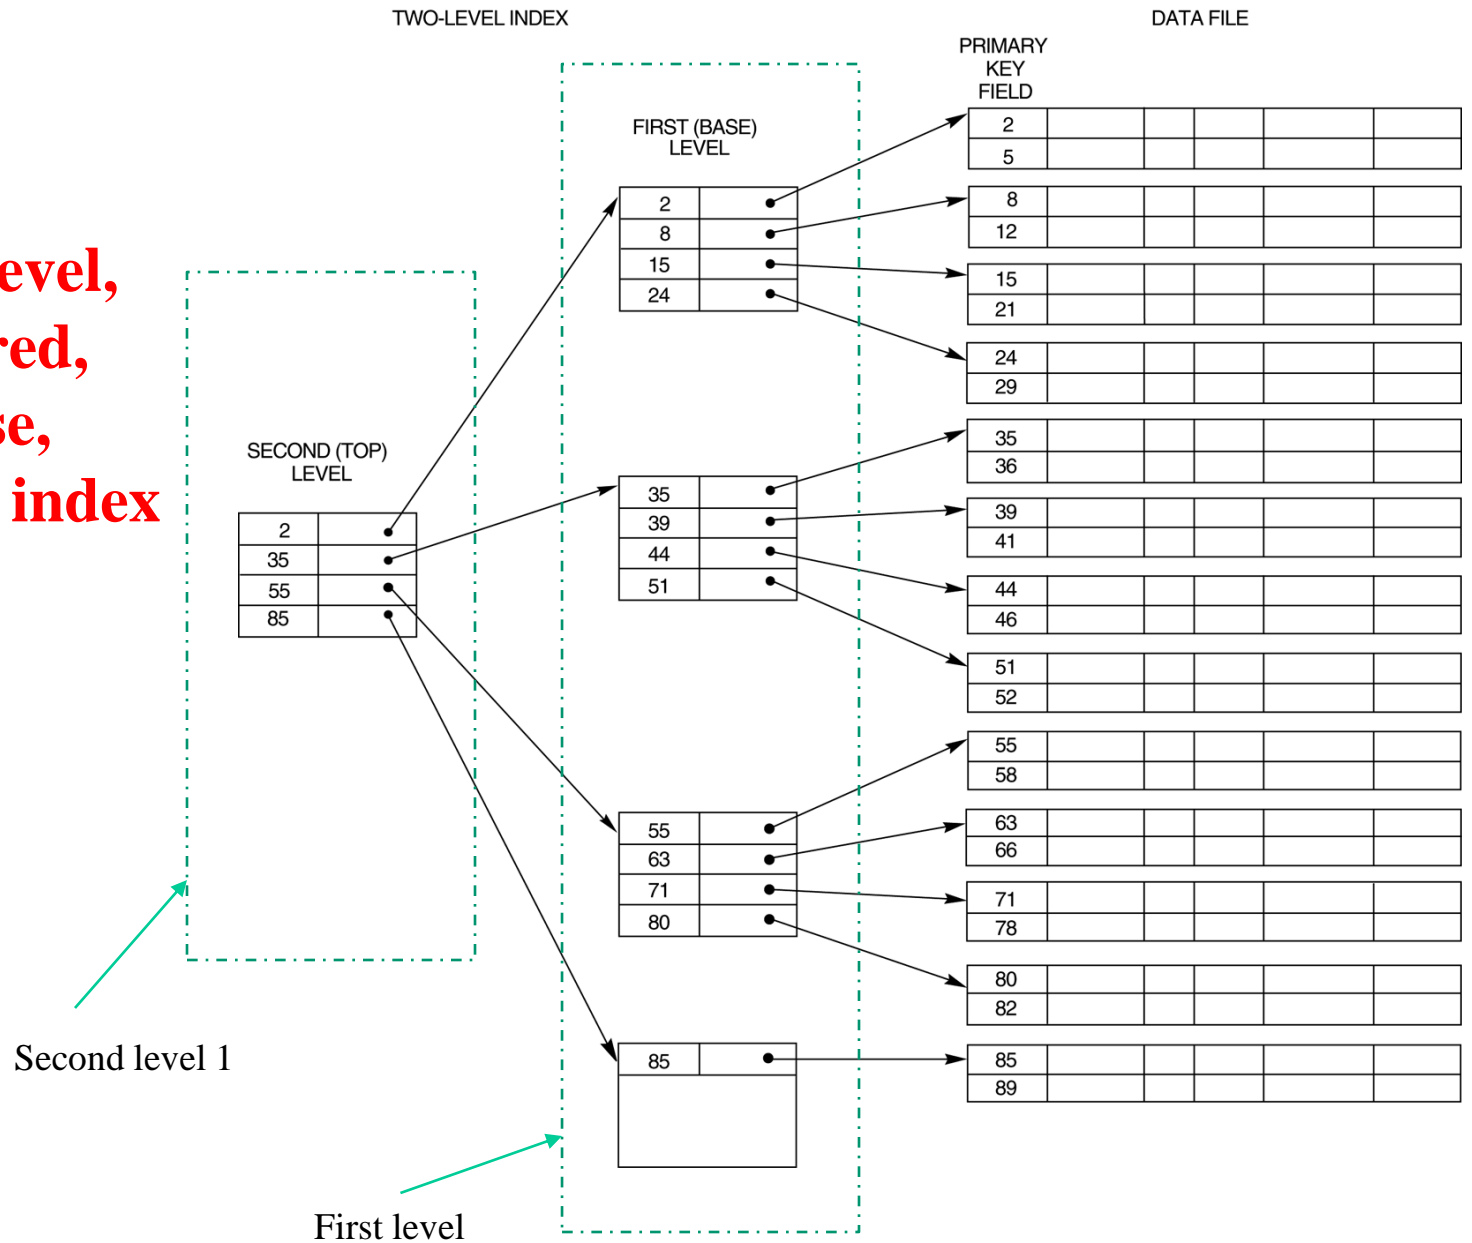 TWO-LEVEL INDEX
DATA FILE
PRIMARY
KEY
FIELD
FIRST (BASE)
LEVEL
SECOND (TOP)
LEVEL
evel,
red,
se,
index
2
35
55
85
2
8
15
24
35
39
44
51
55
63
71
80
85
2
5
8
12
15
21
24
29
35
36
39
41
44
46
51
52
55
58
63
66
71
78
80
82
85
89
Second level 1
First level